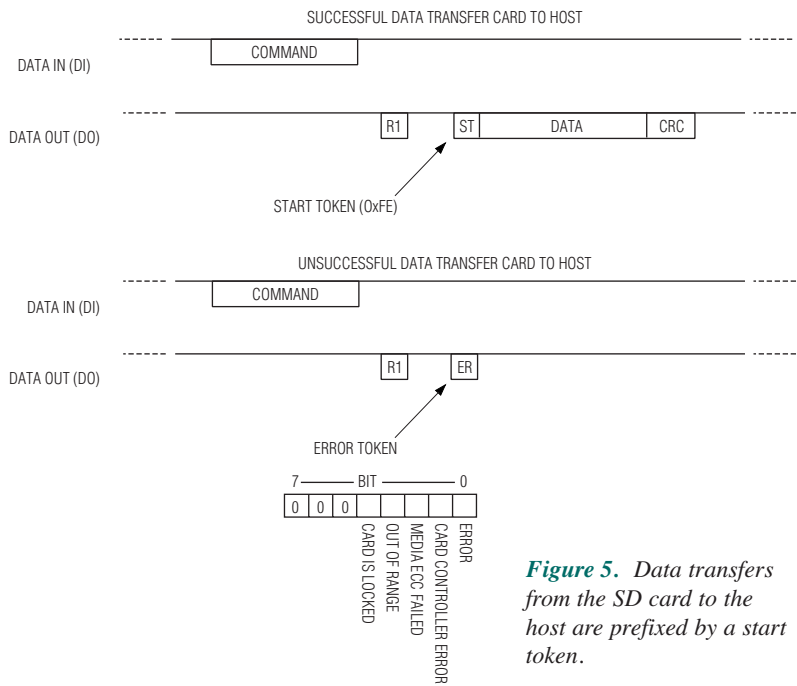 SUCCESSFUL DATA TRANSFER CARD TO HOST
COMMAND
DATA IN (DI)
R1 ST DATA CRC
DATA OUT (DO)
START TOKEN (0xFE)
UNSUCCESSFUL DATA TRANSFER CARD TO HOST
COMMAND
DATA IN (DI)
R1 ER
DATA OUT (DO)
ERROR TOKEN
7 BIT 0
0 0 0
CARD IS LOCKED
OUT OF RANGE
MEDIA ECC FAILED
CARD CONTROLLER ERROR
ERROR
Figure 5. Data transfers
from the SD card to the
host are prefixed by a start
token.